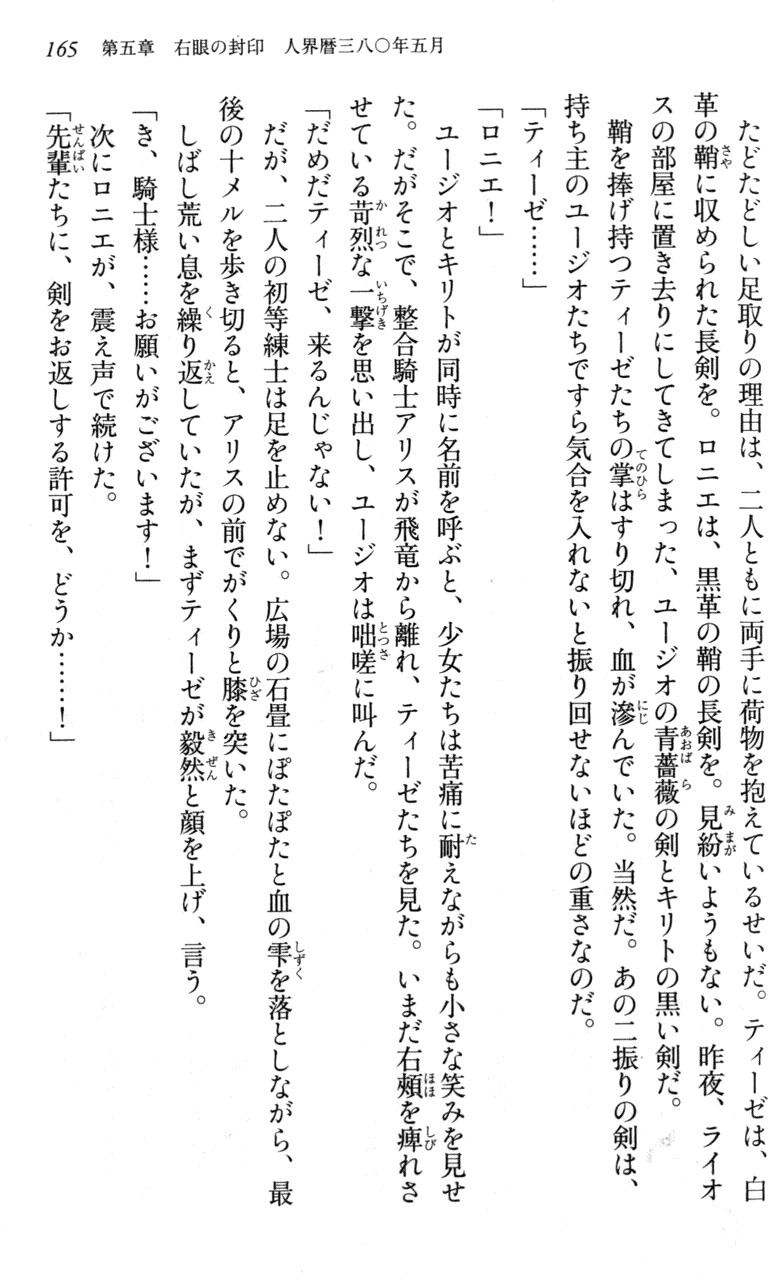 165 第五章　右眼の封印　人界暦三八〇年五月
　たどたどしい足取りの理由は、二人ともに両手に荷物を抱えているせいだ。ティーゼは、白
革の鞘に収められた長剣を。ロニエは、黒革の鞘の長剣を。見紛いようもない。昨夜、ライオ
スの部屋に置き去りにしてきてしまった、ユージオの青薔薇の剣とキリトの黒い剣だ。
　鞘を捧げ持つティーゼたちの掌はすり切れ、血が滲んでいた。当然だ。あの二振りの剣は、
持ち主のユージオたちですら気合を入れないと振り回せないほどの重さなのだ。
「ティーゼ……」
「ロニエ！」
　ユージオとキリトが同時に名前を呼ぶと、少女たちは苦痛に耐えながらも小さな笑みを見せ
た。だがそこで、整合騎士アリスが飛竜から離れ、ティーゼたちを見た。いまだ右頰を痺れさ
せている苛烈な一撃を思い出し、ユージオは咄嗟に叫んだ。
「だめだティーゼ、来るんじゃない！」
　だが、二人の初等練士は足を止めない。広場の石畳にぽたぽたと血の雫を落としながら、最
後の十メルを歩き切ると、アリスの前でがくりと膝を突いた。
　しばし荒い息を繰り返していたが、まずティーゼが毅然と顔を上げ、言う。
「き、騎士様……お願いがございます！」
　次にロニエが、震え声で続けた。
「先輩たちに、剣をお返しする許可を、どうか……！」